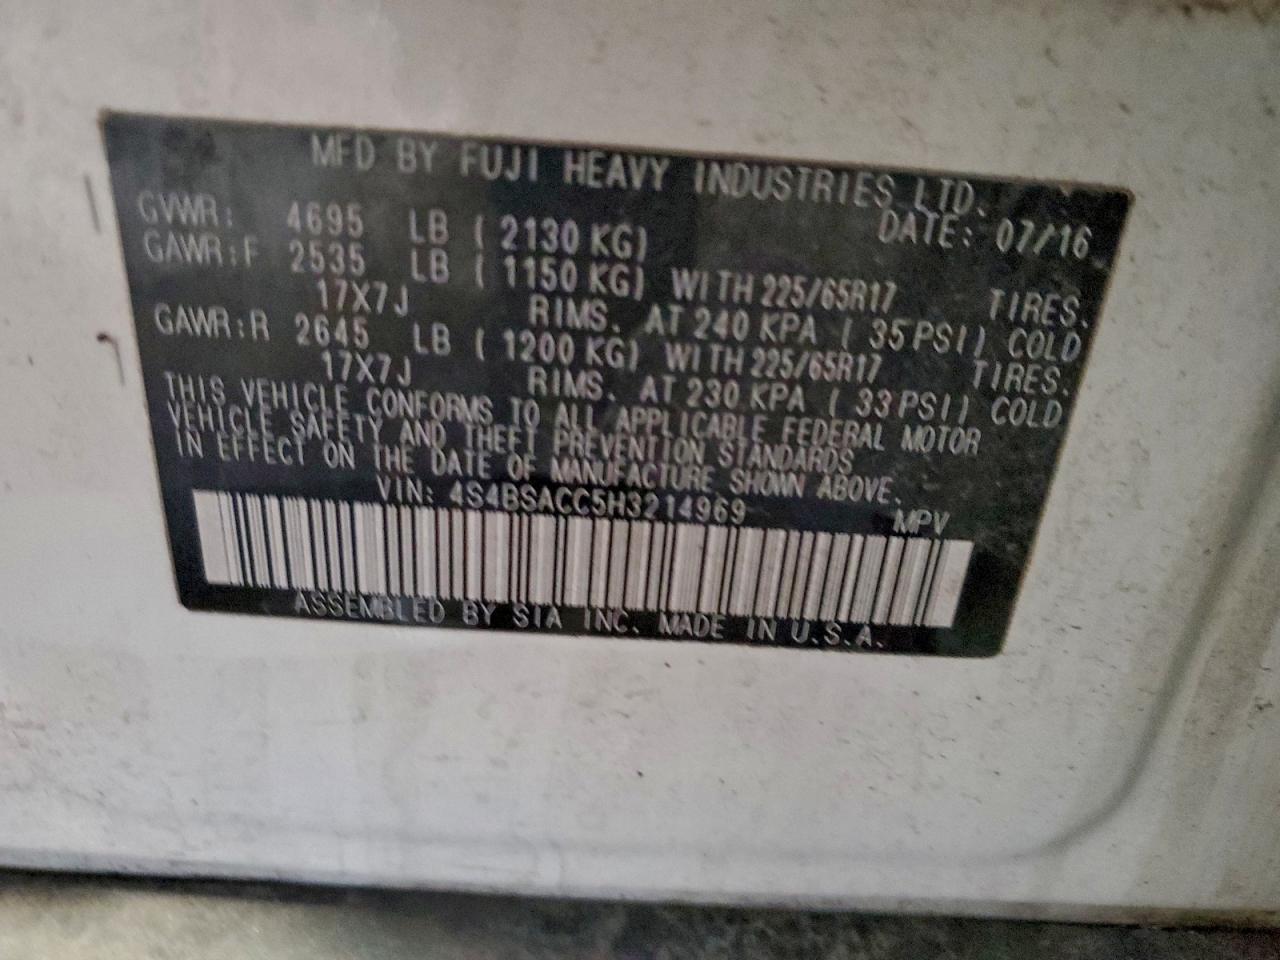 MFD BY FUJI HEAVY INDUSTRIES LTD.
DATE: 07/16
GVWR: 4695 LB ( 2130 KG)
GAWR:F 2535 LB ( 1150 KG) WITH 225/65R17 TIRES.
17X7J RIMS. AT 240 KPA ( 35 PSI) COLD
GAWR:R 2645 LB ( 1200 KG) WITH 225/65R17 TIRES.
17X7J RIMS. AT 230 KPA ( 33 PSI) COLD
THIS VEHICLE CONFORMS TO ALL APPLICABLE FEDERAL MOTOR
VEHICLE SAFETY AND THEFT PREVENTION STANDARDS
IN EFFECT ON THE DATE OF MANUFACTURE SHOWN ABOVE.
VIN: 4S4BSACC5H3214969 MPV
ASSEMBLED BY SIA INC. MADE IN U.S.A.